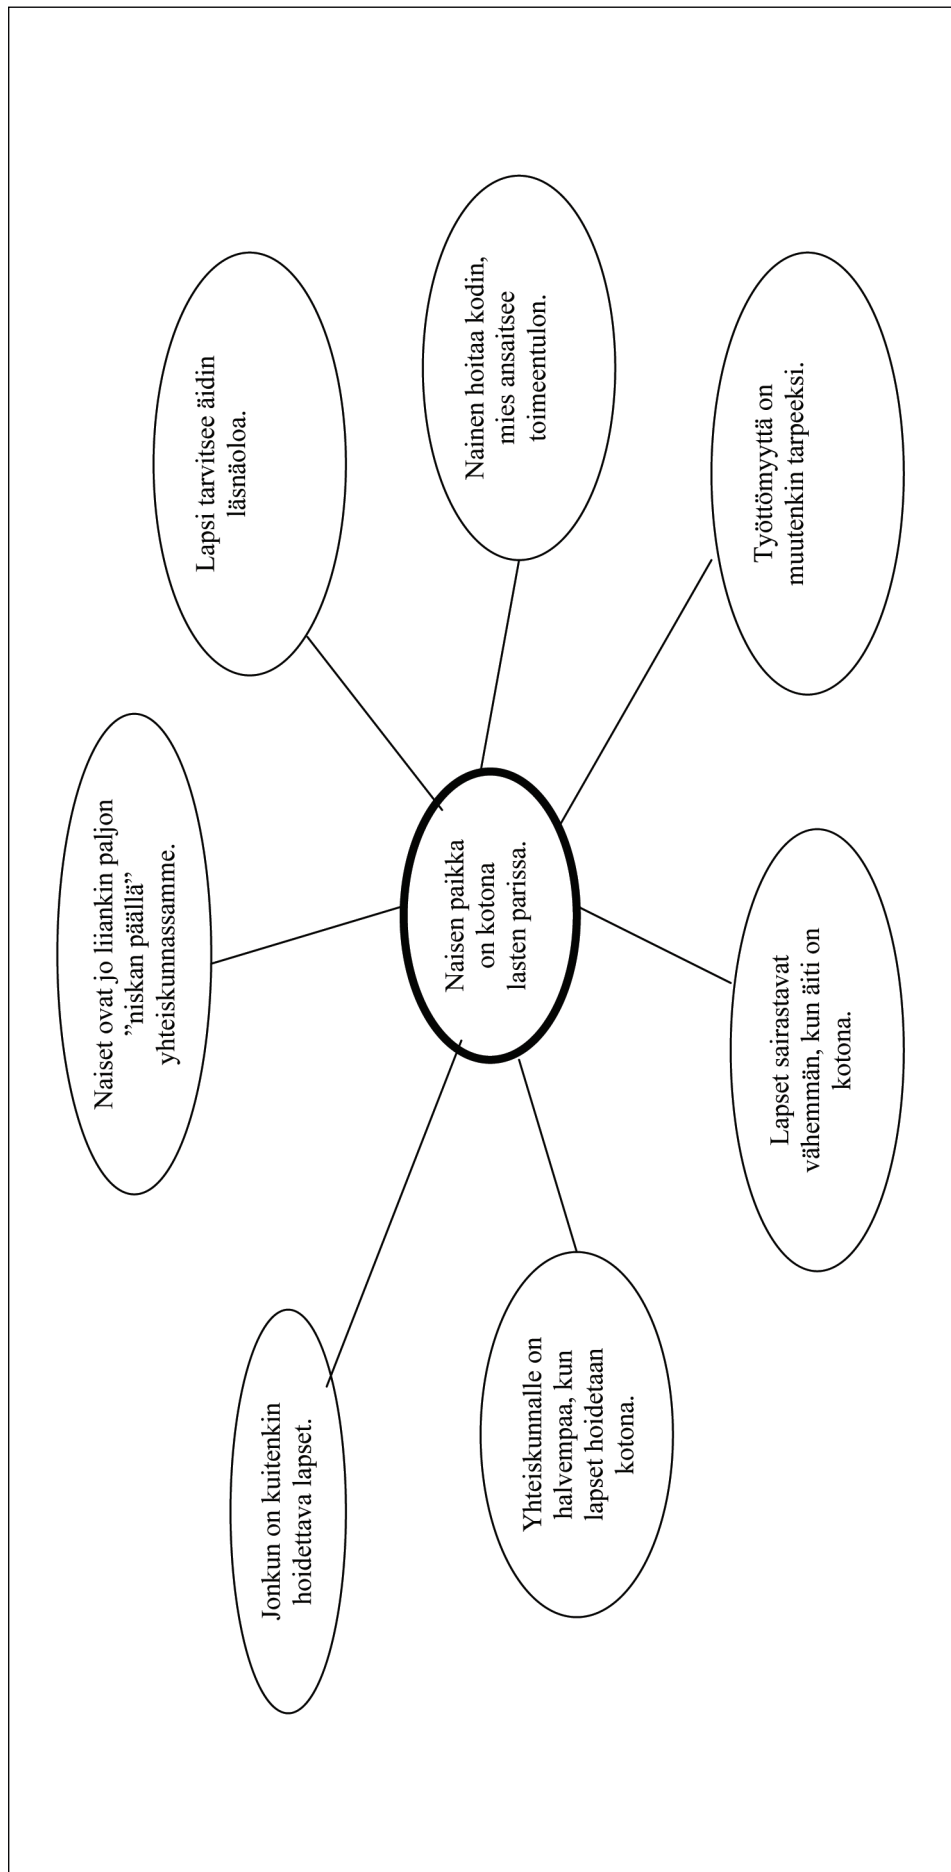 Naiset ovat jo liiankin paljon
”niskan päällä”
yhteiskunnassamme.
Lapsi tarvitsee äidin
läsnäoloa.
Jonkun on kuitenkin
hoidettava lapset.
Naisen paikka
on kotona
lasten parissa.
Nainen hoitaa kodin,
mies ansaitsee
toimeentulon.
Yhteiskunnalle on
halvempaa, kun
lapset hoidetaan
kotona.
Lapset sairastavat
vähemmän, kun äiti on
kotona.
Työttömyyttä on
muutenkin tarpeeksi.